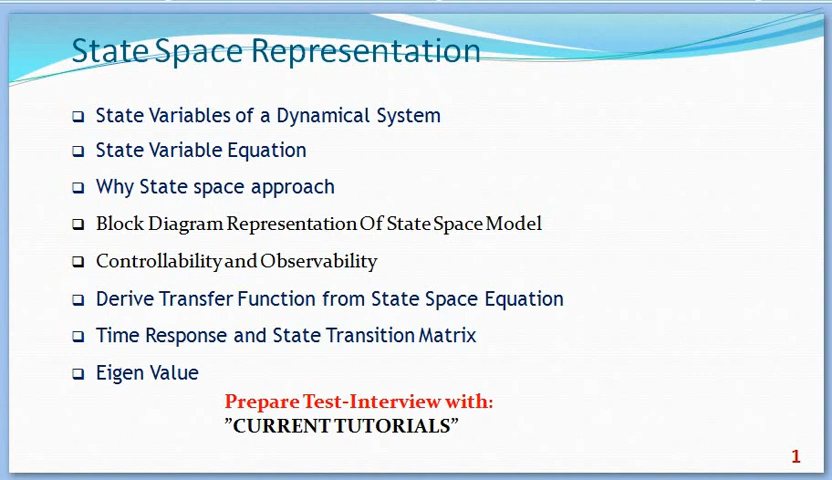 State Space Representation
State Variables of a Dynamical System
State Variable Equation
Why State space approach
Block Diagram Representation Of State Space Model
Controllability and Observability
Derive Transfer Function from State Space Equation
Time Response and State Transition Matrix
Eigen Value
Prepare Test-Interview with:
”CURRENT TUTORIALS”
1